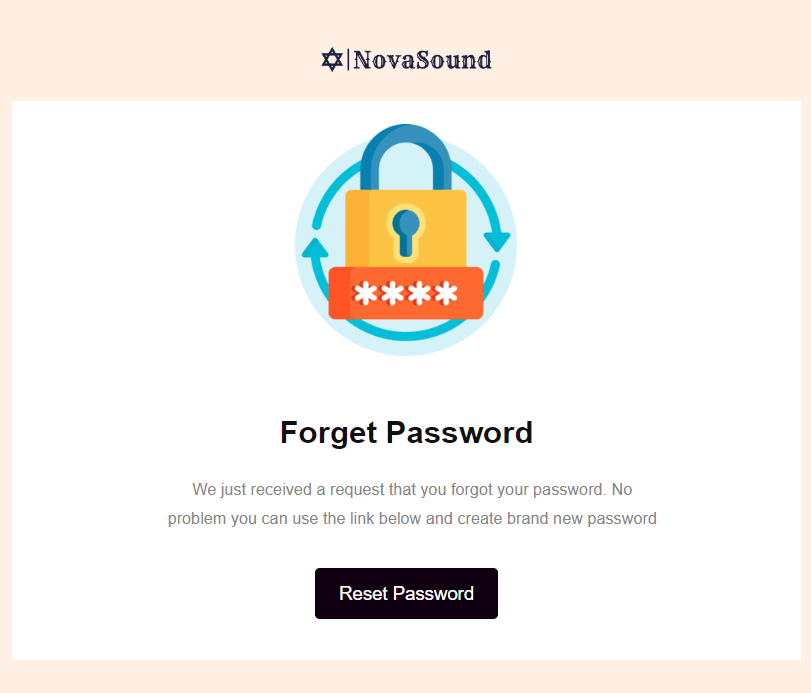 ✡|NovaSound
****
Forget Password
We just received a request that you forgot your password. No
problem you can use the link below and create brand new password
Reset Password